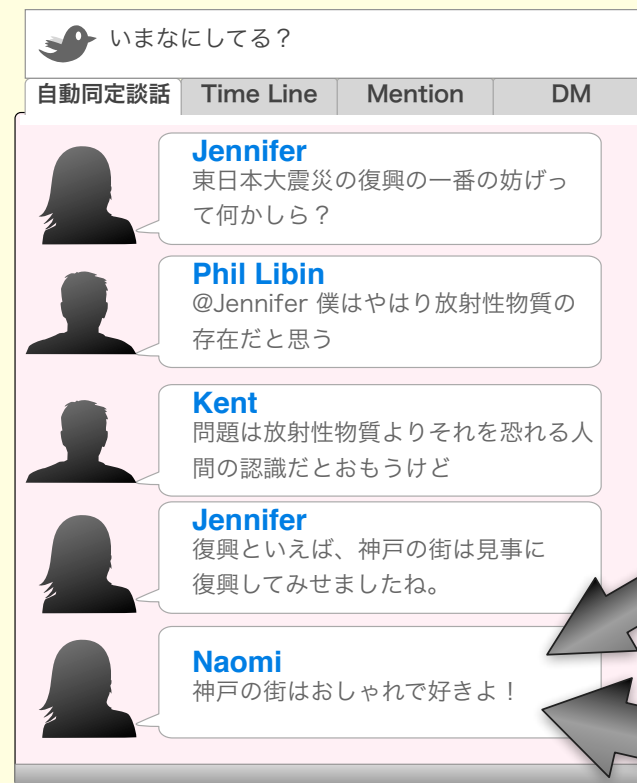 いまなにしてる？
自動同定談話 Time Line Mention DM
Jennifer
東日本大震災の復興の一番の妨げっ
て何かしら？
Phil Libin
@Jennifer 僕はやはり放射性物質の
存在だと思う
Kent
問題は放射性物質よりそれを恐れる人
間の認識だとおもうけど
Jennifer
復興といえば、神戸の街は見事に
復興してみせましたね。
Naomi
神戸の街はおしゃれで好きよ！